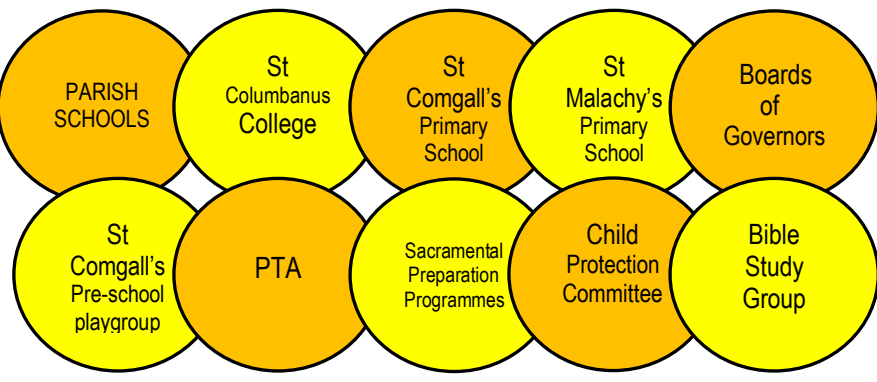 PARISH
SCHOOLS
St
Columbanus
College
St
Comgall's
Primary
School
St
Malachy's
Primary
School
Boards
of
Governors
St
Comgall's
Pre-school
playgroup
PTA
Sacramental
Preparation
Programmes
Child
Protection
Committee
Bible
Study
Group